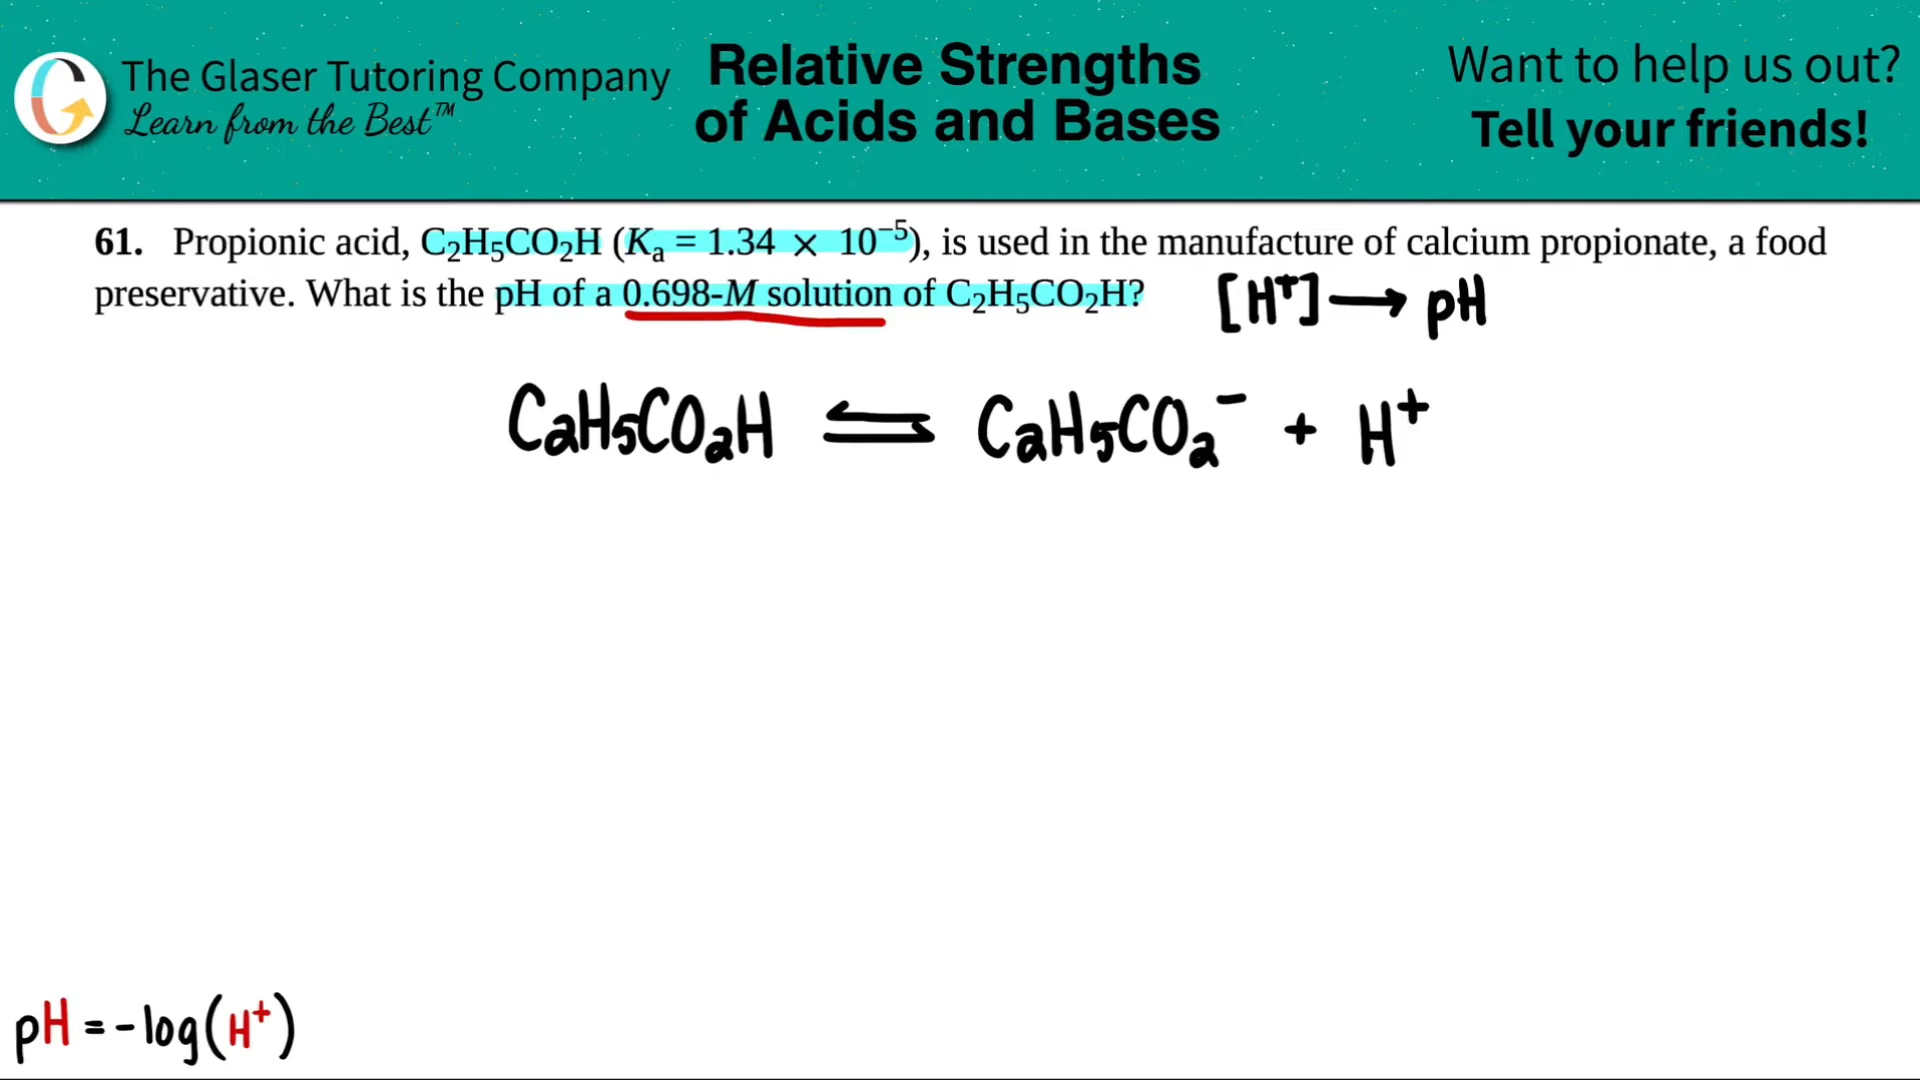 The Glaser Tutoring Company
Learn from the Best™
Relative Strengths
of Acids and Bases
Want to help us out?
Tell your friends!
61. Propionic acid, C₂H₅CO₂H (Kₐ = 1.34 × 10⁻⁵), is used in the manufacture of calcium propionate, a food
preservative. What is the pH of a 0.698-M solution of C₂H₅CO₂H?
[H⁺] → pH
C₂H₅CO₂H ⇌ C₂H₅CO₂⁻ + H⁺
pH = -log(H⁺)